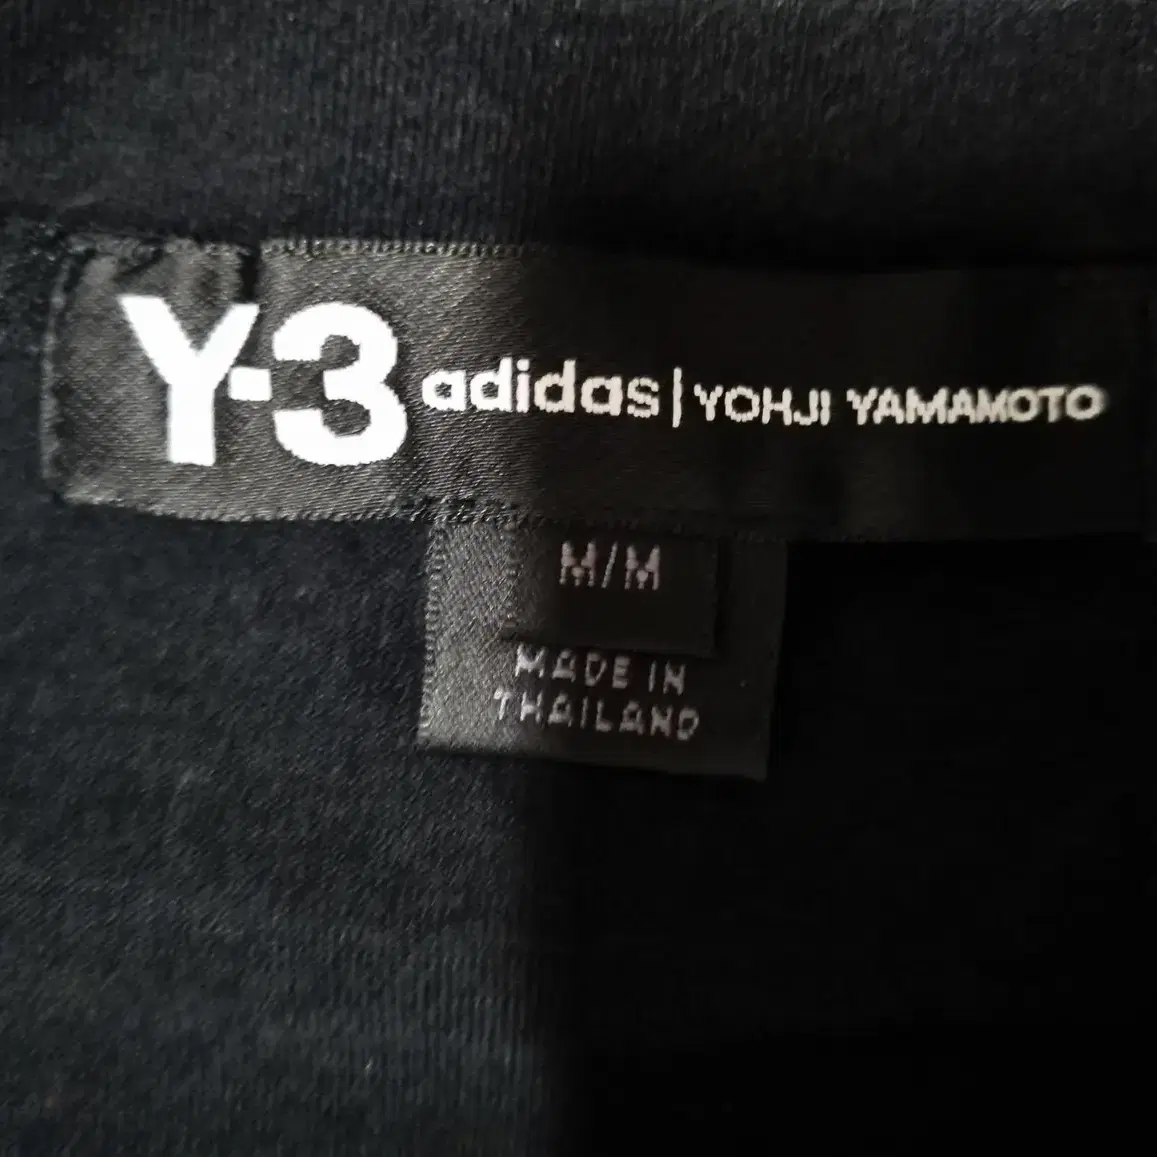 Y-3 adidas | YOHJI YAMAMOTO
M/M
MADE IN
THAILAND